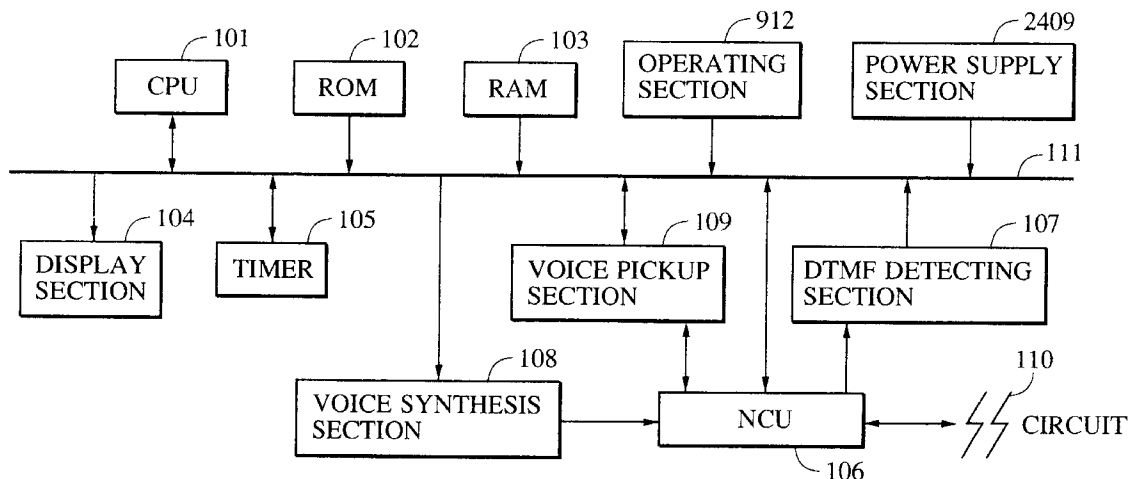 101
102
103
912
2409
CPU
ROM
RAM
OPERATING
SECTION
POWER SUPPLY
SECTION
111
104
105
109
107
DISPLAY
SECTION
TIMER
VOICE PICKUP
SECTION
DTMF DETECTING
SECTION
108
110
VOICE SYNTHESIS
SECTION
NCU
CIRCUIT
106